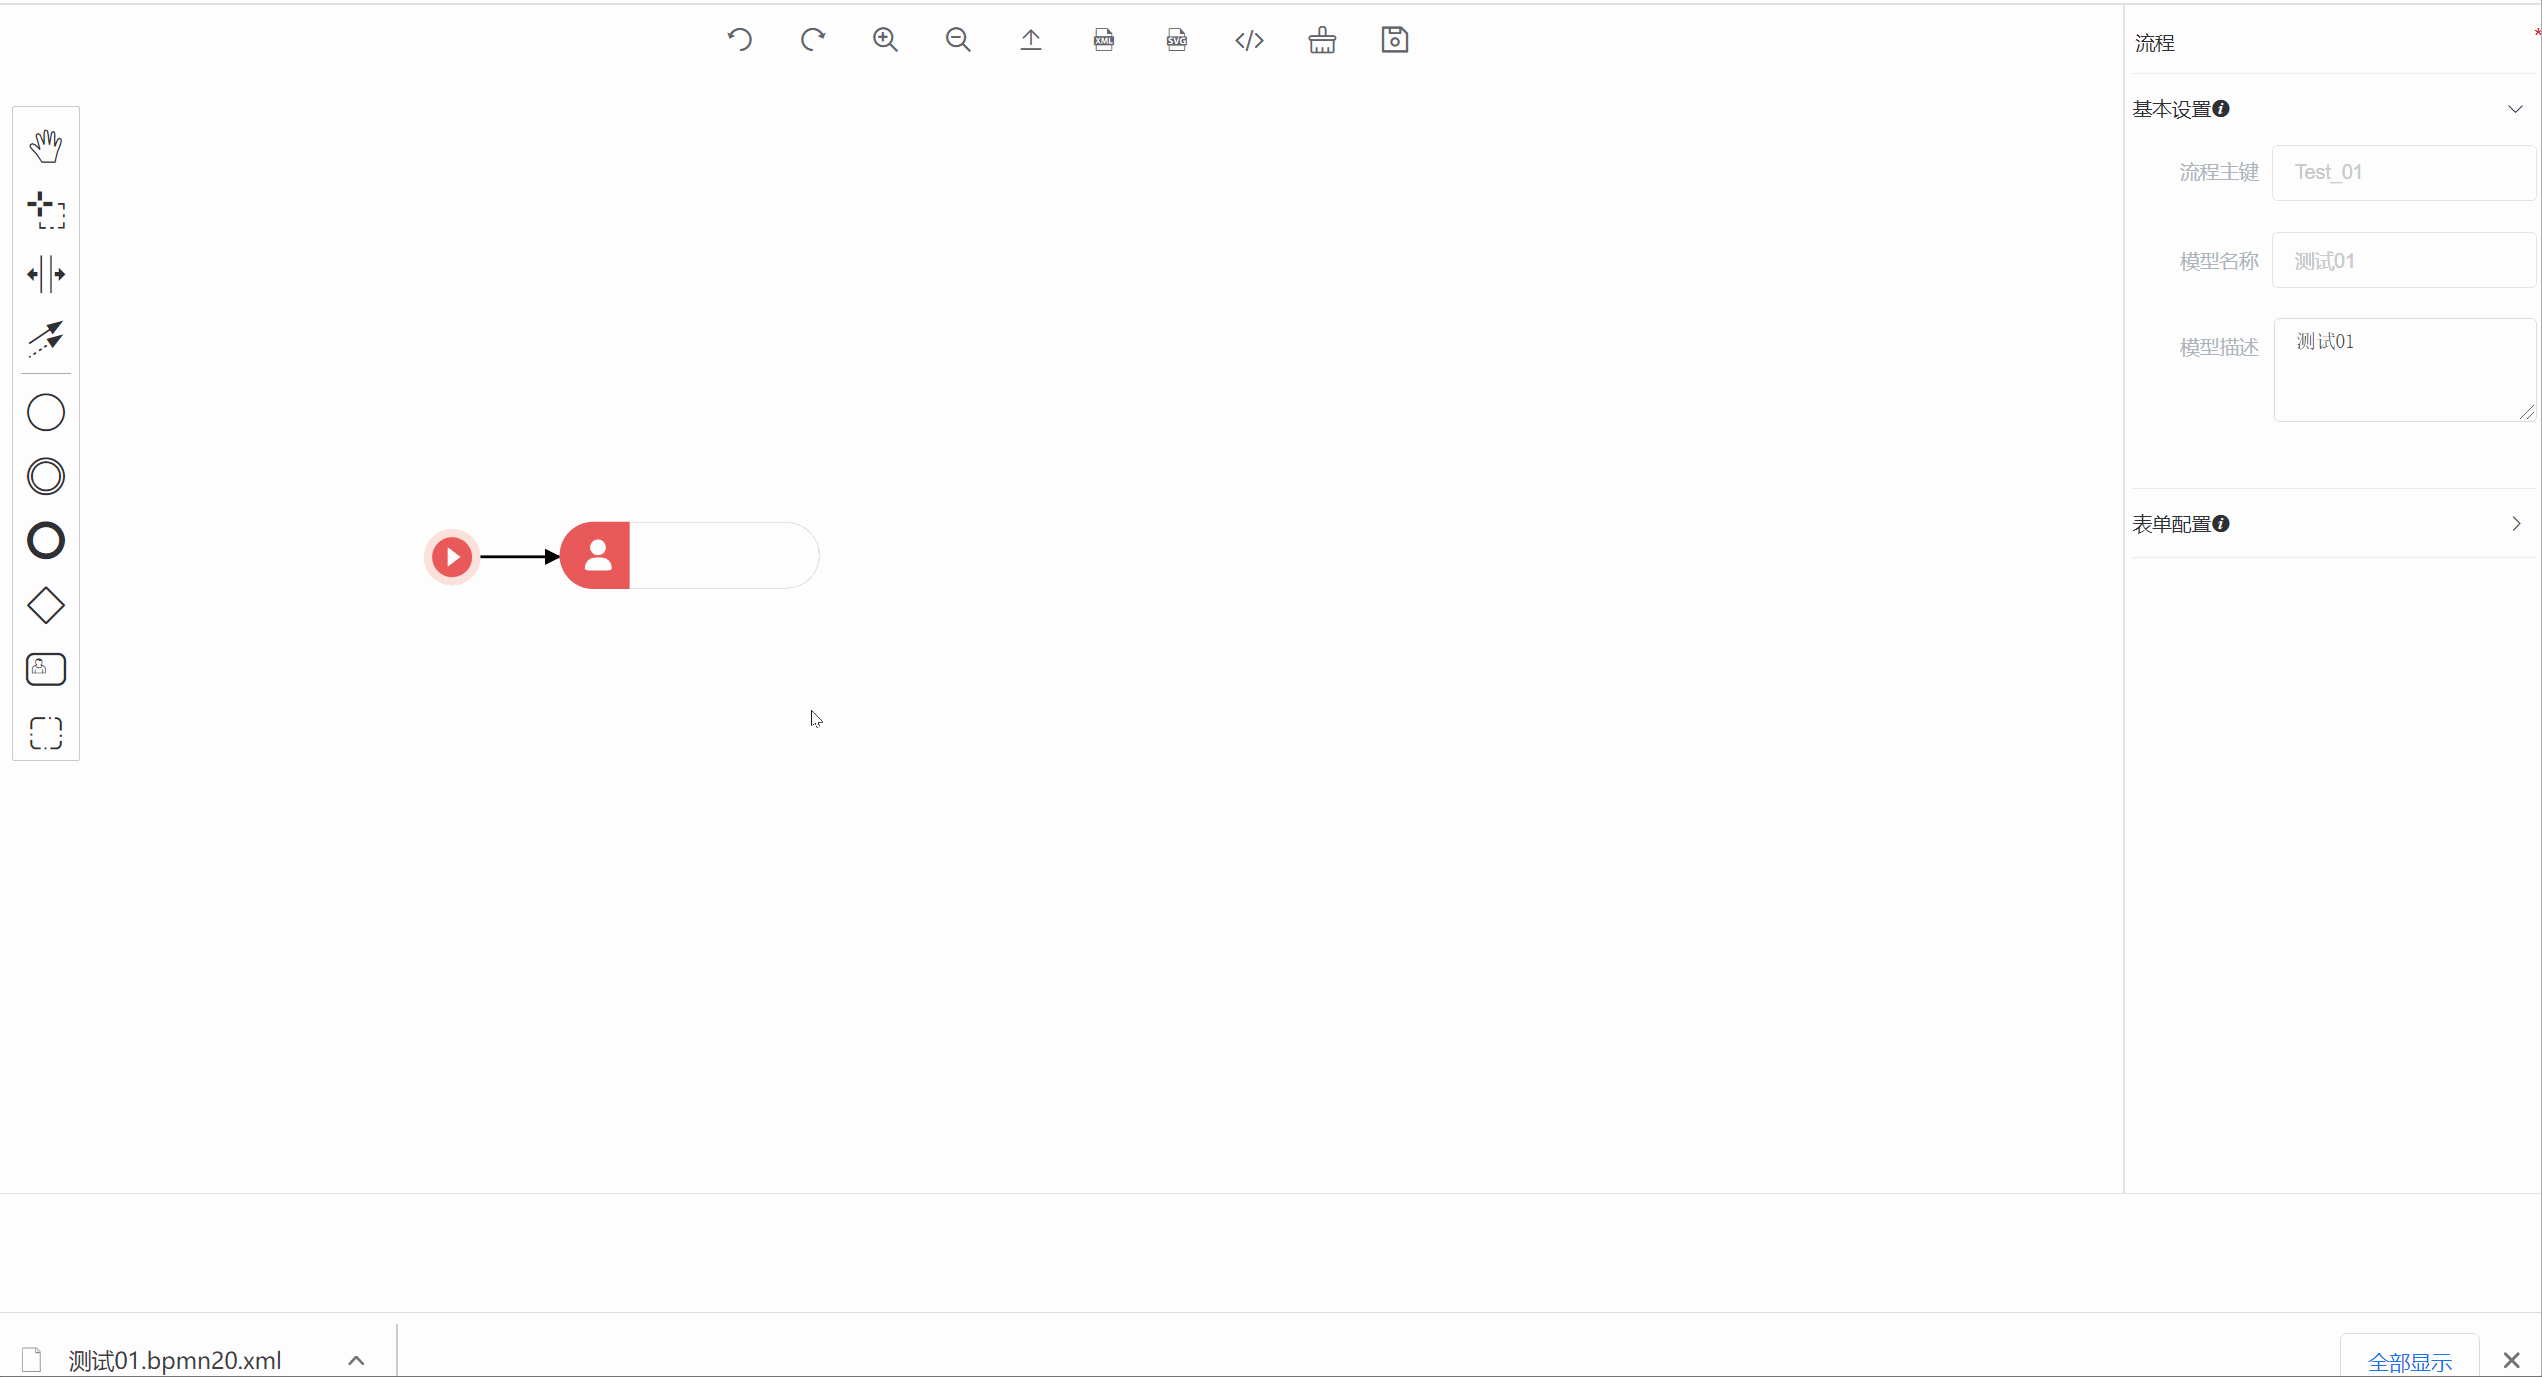 XML
SVG
流程
*
基本设置
流程主键
Test_01
模型名称
测试01
模型描述
测试01
表单配置
测试01.bpmn20.xml
全部显示